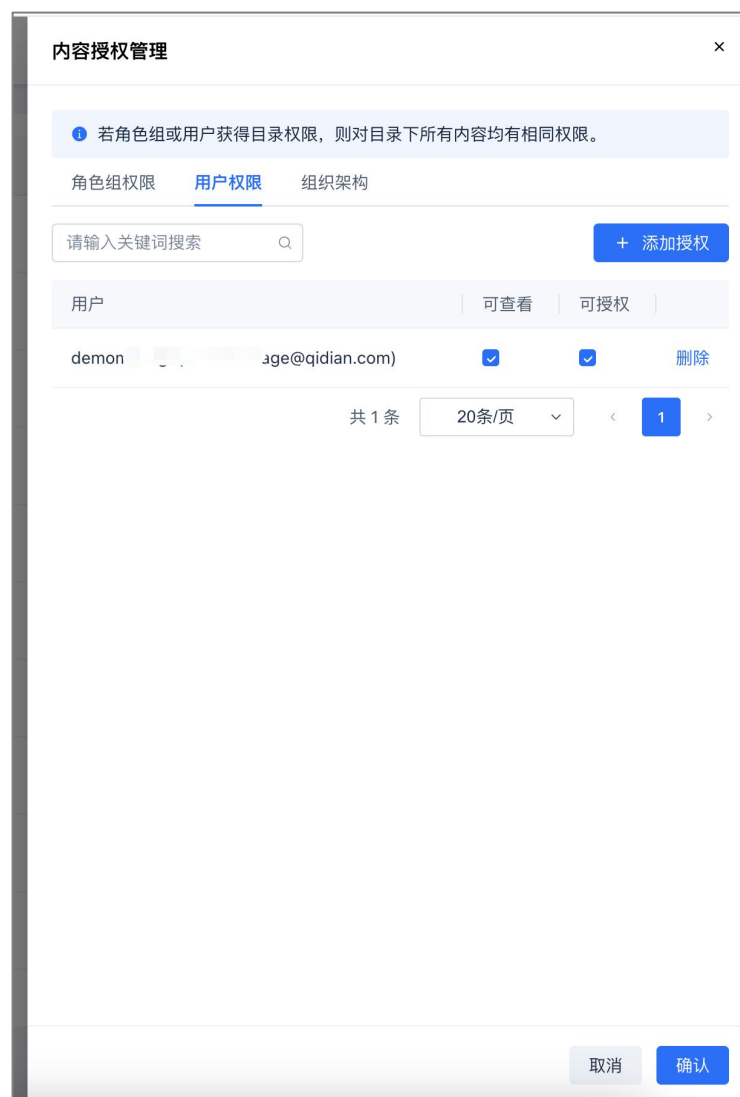 内容授权管理
若角色组或用户获得目录权限，则对目录下所有内容均有相同权限。
角色组权限 用户权限 组织架构
请输入关键词搜索 + 添加授权
用户 可查看 可授权
demon age@qidian.com) 删除
共 1 条 20条/页 < 1 >
取消 确认